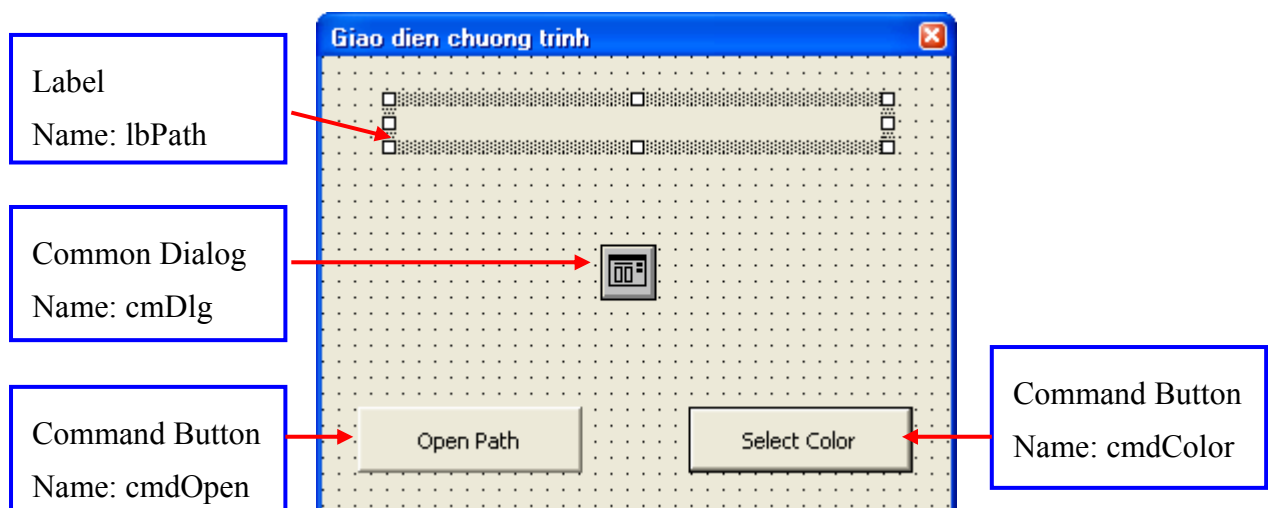 Giao dien chuong trinh
Label
Name: lbPath
Common Dialog
Name: cmDlg
Command Button
Name: cmdOpen
Open Path
Select Color
Command Button
Name: cmdColor